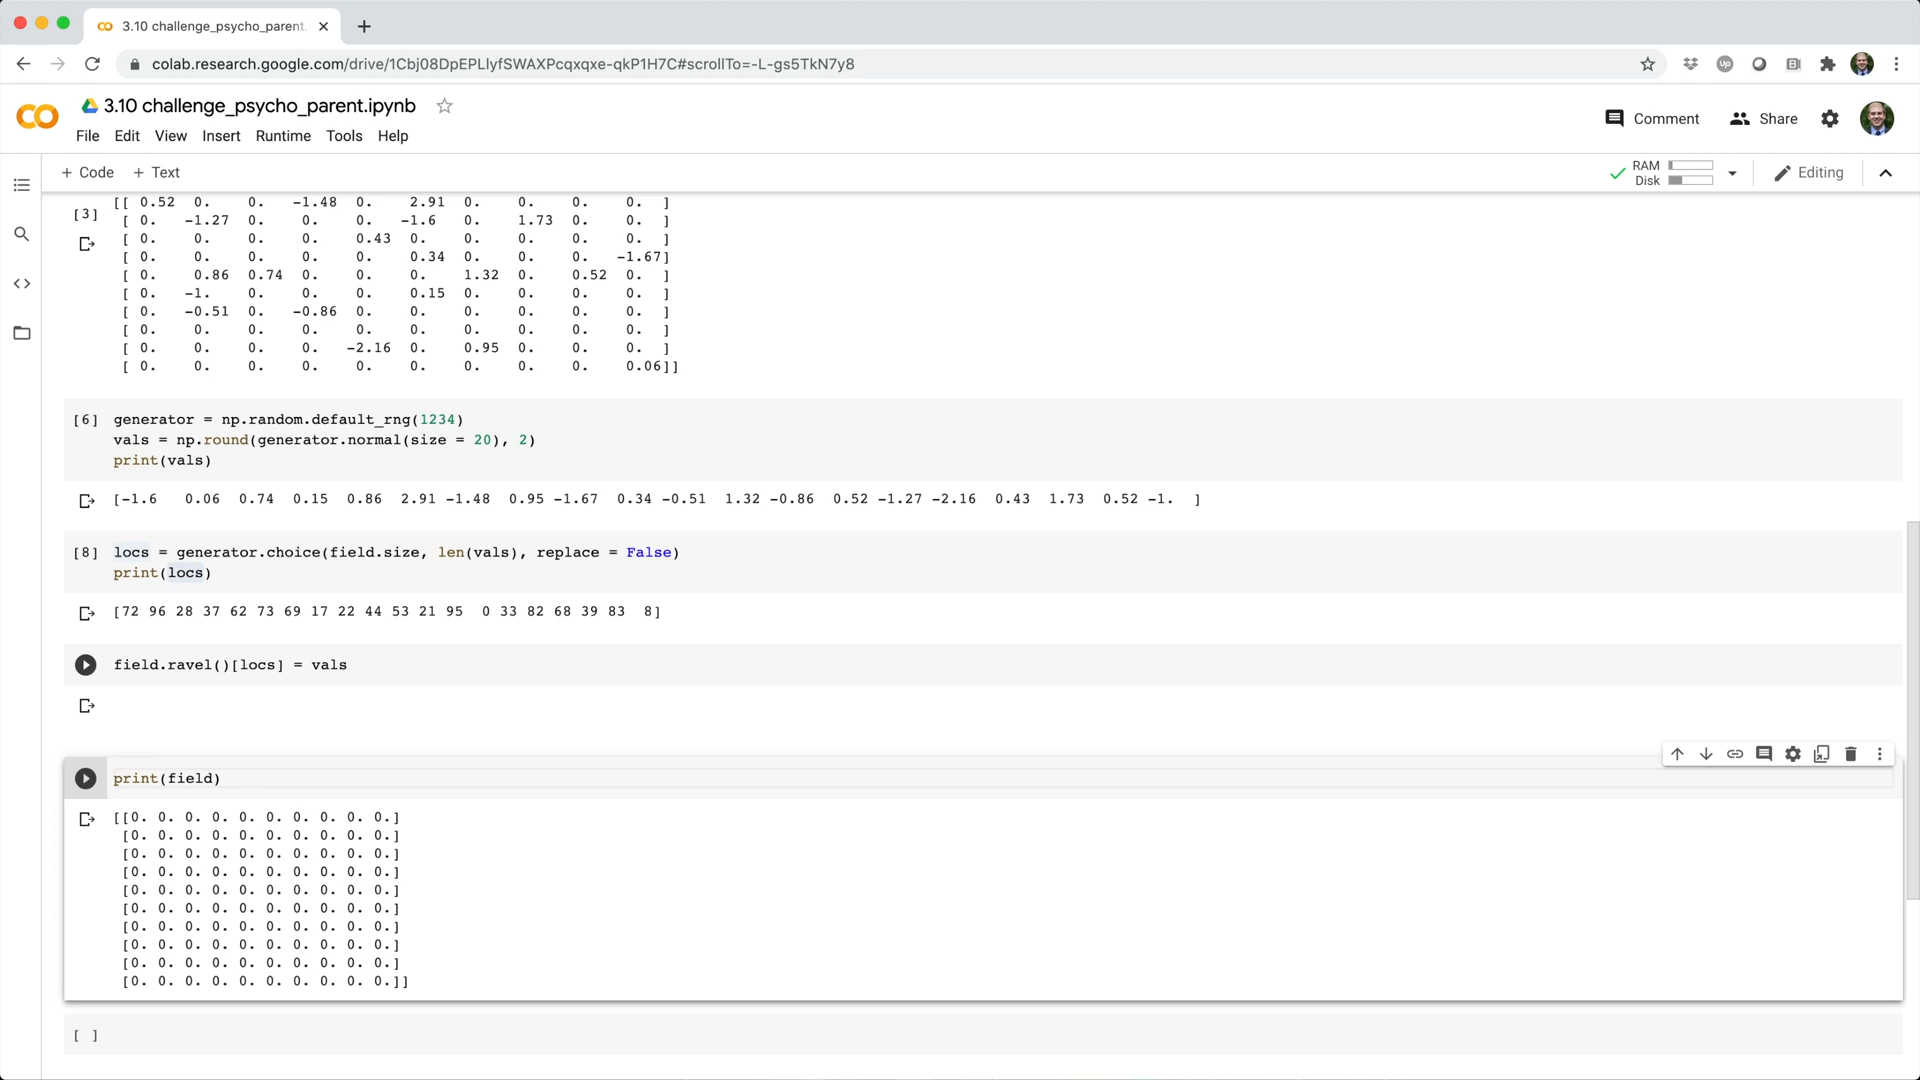 3.10 challenge_psycho_parent.
colab.research.google.com/drive/1Cbj08DpEPLlyfSWAXPcqxqxe-qkP1H7C#scrollTo=-L-gs5TkN7y8
3.10 challenge_psycho_parent.ipynb
Comment
Share
File Edit View Insert Runtime Tools Help
+ Code + Text
RAM
Disk
Editing
[3]
[[ 0.52 0. 0. -1.48 0. 2.91 0. 0. 0. 0. ]
[ 0. -1.27 0. 0. 0. -1.6 0. 1.73 0. 0. ]
[ 0. 0. 0. 0. 0.43 0. 0. 0. 0. 0. ]
[ 0. 0. 0. 0. 0. 0.34 0. 0. 0. -1.67]
[ 0. 0.86 0.74 0. 0. 0. 1.32 0. 0.52 0. ]
[ 0. -1. 0. 0. 0. 0.15 0. 0. 0. 0. ]
[ 0. -0.51 0. -0.86 0. 0. 0. 0. 0. 0. ]
[ 0. 0. 0. 0. 0. 0. 0. 0. 0. 0. ]
[ 0. 0. 0. 0. -2.16 0. 0.95 0. 0. 0. ]
[ 0. 0. 0. 0. 0. 0. 0. 0. 0. 0.06]]
[6] generator = np.random.default_rng(1234)
vals = np.round(generator.normal(size = 20), 2)
print(vals)
[-1.6 0.06 0.74 0.15 0.86 2.91 -1.48 0.95 -1.67 0.34 -0.51 1.32 -0.86 0.52 -1.27 -2.16 0.43 1.73 0.52 -1. ]
[8] locs = generator.choice(field.size, len(vals), replace = False)
print(locs)
[72 96 28 37 62 73 69 17 22 44 53 21 95 0 33 82 68 39 83 8]
field.ravel()[locs] = vals
print(field)
[[0. 0. 0. 0. 0. 0. 0. 0. 0. 0.]
[0. 0. 0. 0. 0. 0. 0. 0. 0. 0.]
[0. 0. 0. 0. 0. 0. 0. 0. 0. 0.]
[0. 0. 0. 0. 0. 0. 0. 0. 0. 0.]
[0. 0. 0. 0. 0. 0. 0. 0. 0. 0.]
[0. 0. 0. 0. 0. 0. 0. 0. 0. 0.]
[0. 0. 0. 0. 0. 0. 0. 0. 0. 0.]
[0. 0. 0. 0. 0. 0. 0. 0. 0. 0.]
[0. 0. 0. 0. 0. 0. 0. 0. 0. 0.]
[0. 0. 0. 0. 0. 0. 0. 0. 0. 0.]]
[ ]